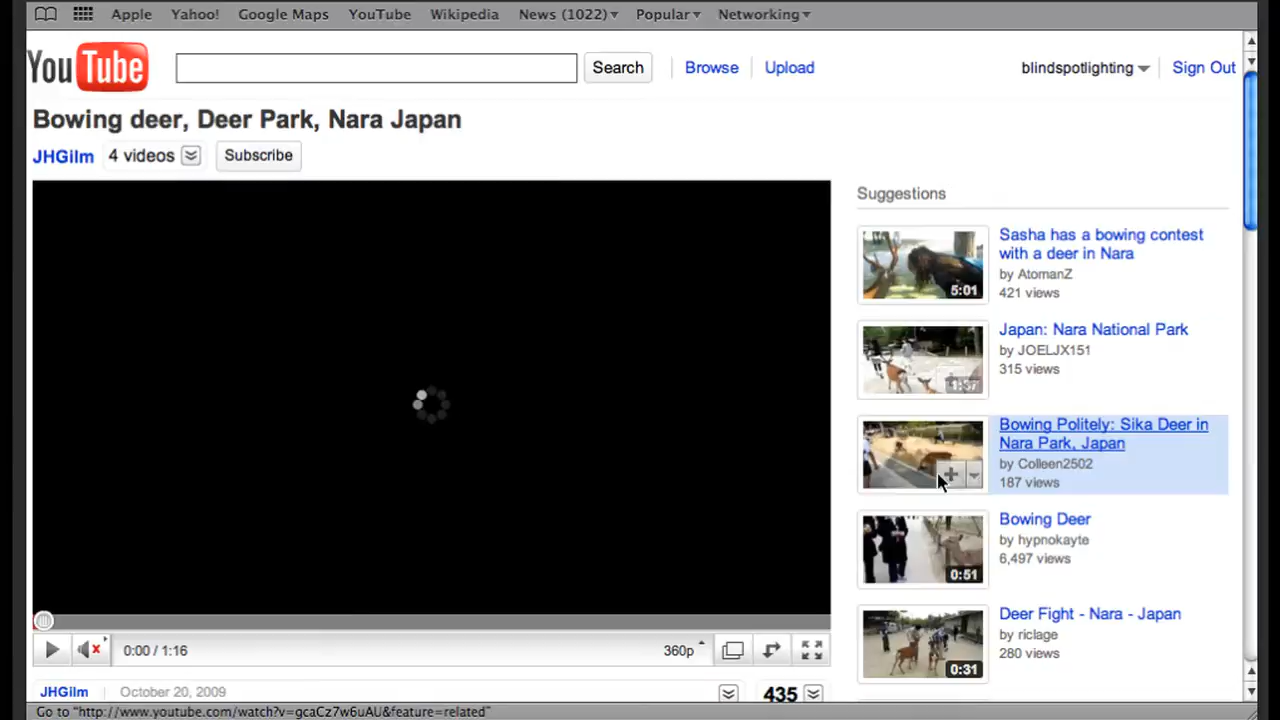 Apple Yahoo! Google Maps YouTube Wikipedia News (1022) Popular Networking
YouTube
Search Browse Upload blindspotlighting Sign Out
Bowing deer, Deer Park, Nara Japan
JHGilm 4 videos Subscribe
Suggestions
Sasha has a bowing contest
with a deer in Nara
by AtomanZ
421 views
5:01
Japan: Nara National Park
by JOELJX151
315 views
1:37
Bowing Politely: Sika Deer in
Nara Park, Japan
by Colleen2502
187 views
Bowing Deer
by hypnokayte
6,497 views
0:51
Deer Fight - Nara - Japan
by riclage
280 views
0:31
0:00 / 1:16 360p
JHGilm October 20, 2009 435
Go to "http://www.youtube.com/watch?v=gcaCz7w6uAU&feature=related"